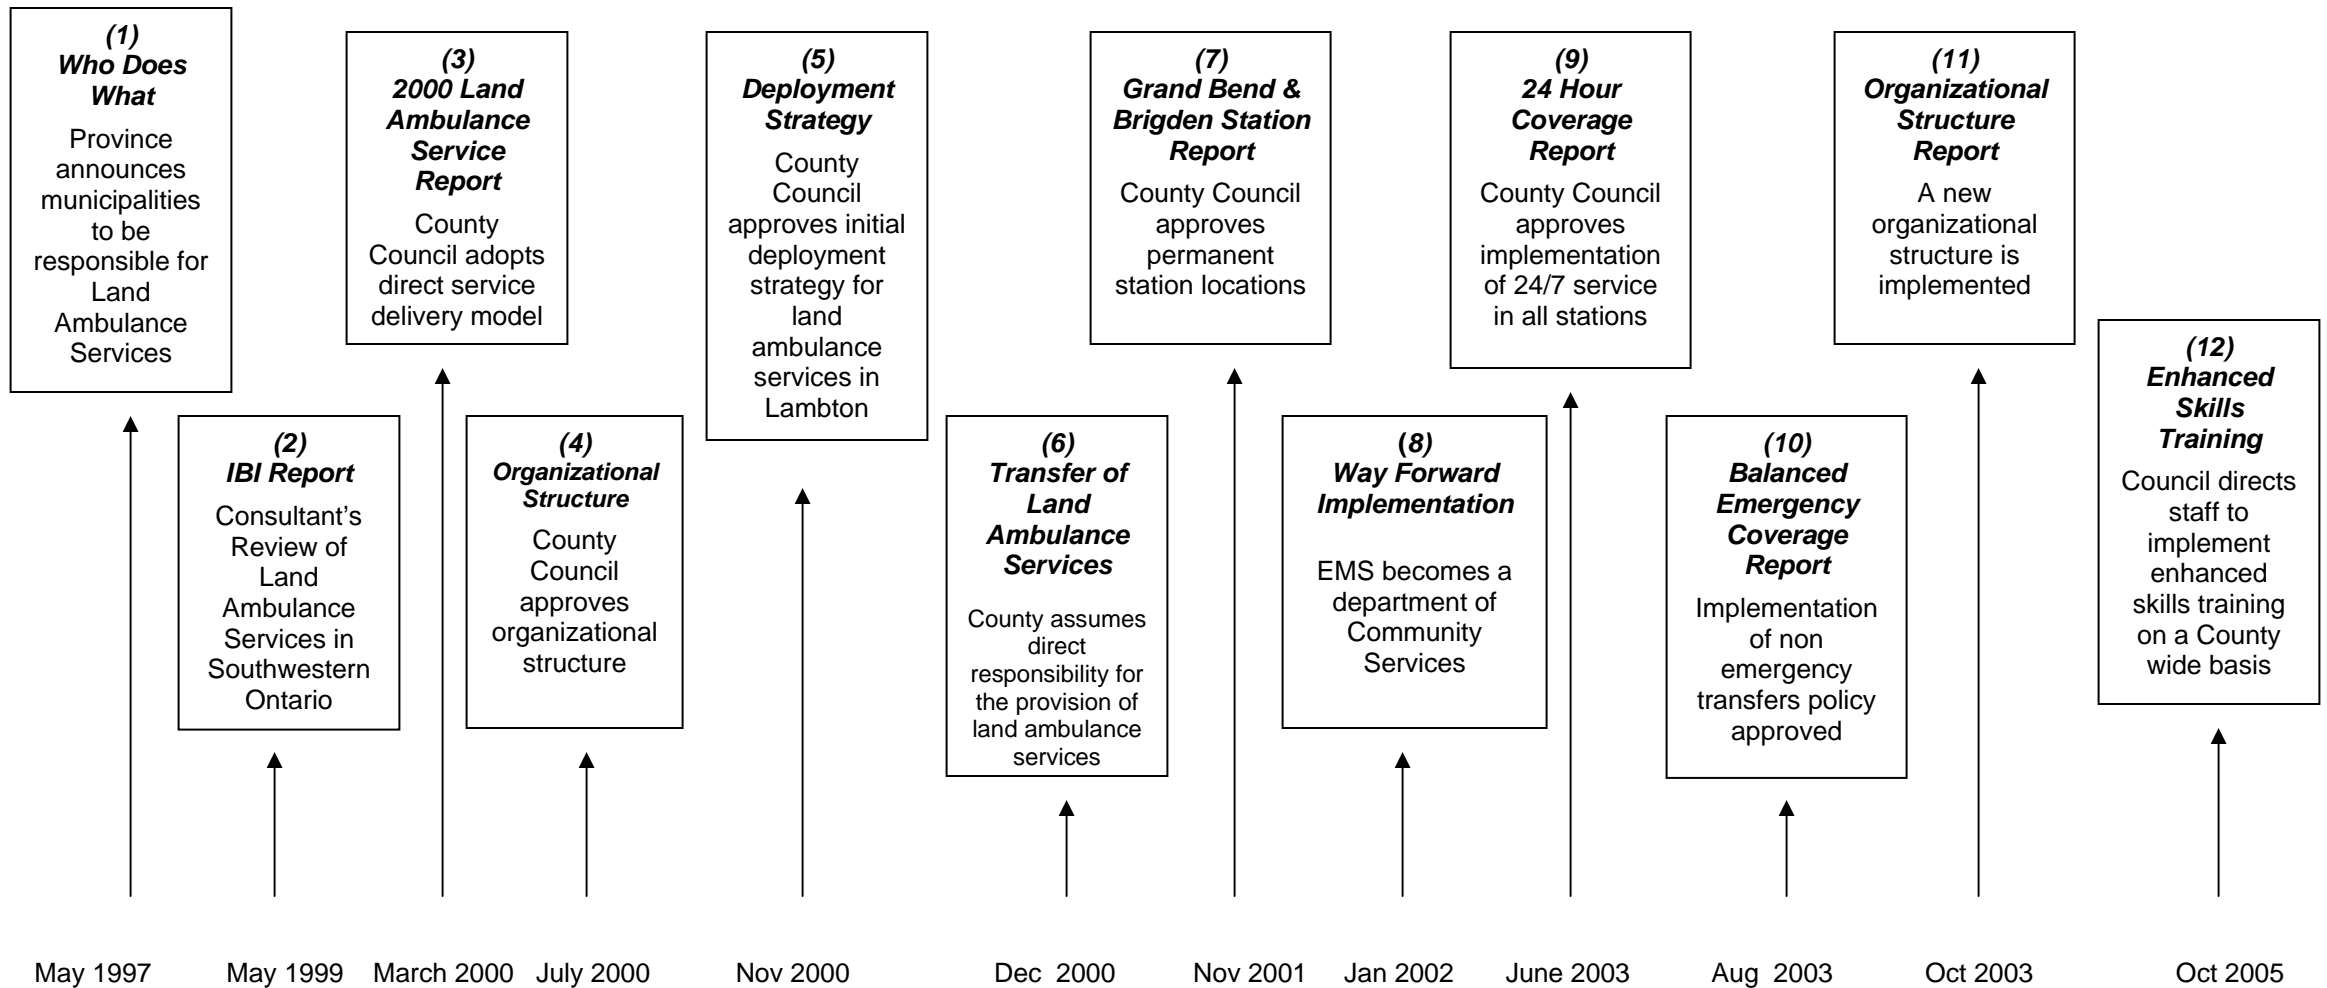 (1)
Who Does
What
Province
announces
municipalities
to be
responsible for
Land
Ambulance
Services
(2)
IBI Report
Consultant’s
Review of
Land
Ambulance
Services in
Southwestern
Ontario
(3)
2000 Land
Ambulance
Service
Report
County
Council adopts
direct service
delivery model
(4)
Organizational
Structure
County
Council
approves
organizational
structure
(5)
Deployment
Strategy
County
Council
approves initial
deployment
strategy for
land
ambulance
services in
Lambton
(6)
Transfer of
Land
Ambulance
Services
County assumes
direct
responsibility for
the provision of
land ambulance
services
(7)
Grand Bend &
Brigden Station
Report
County Council
approves
permanent
station locations
(8)
Way Forward
Implementation
EMS becomes a
department of
Community
Services
(9)
24 Hour
Coverage
Report
County Council
approves
implementation
of 24/7 service
in all stations
(10)
Balanced
Emergency
Coverage
Report
Implementation
of non
emergency
transfers policy
approved
(11)
Organizational
Structure
Report
A new
organizational
structure is
implemented
(12)
Enhanced
Skills
Training
Council directs
staff to
implement
enhanced
skills training
on a County
wide basis
May 1997
May 1999
March 2000
July 2000
Nov 2000
Dec 2000
Nov 2001
Jan 2002
June 2003
Aug 2003
Oct 2003
Oct 2005